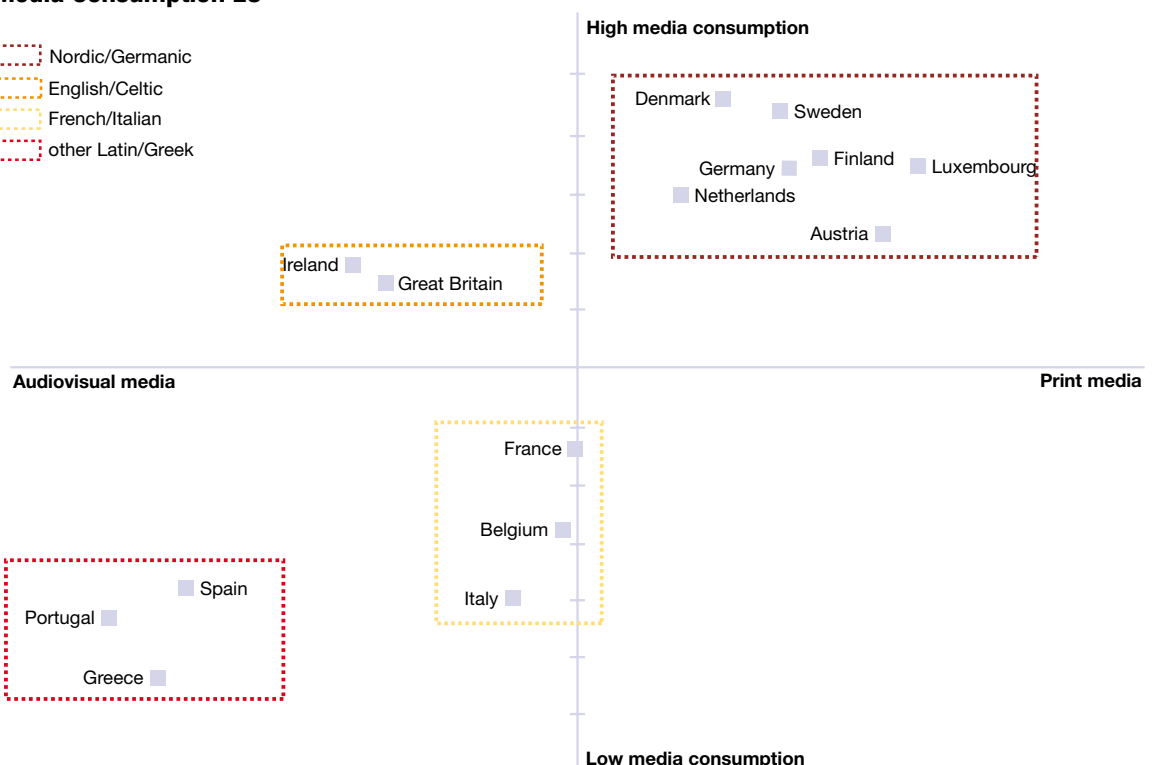 High media consumption
Nordic/Germanic
English/Celtic
French/Italian
other Latin/Greek
Denmark
Sweden
Germany
Finland
Luxembourg
Netherlands
Austria
Ireland
Great Britain
Audiovisual media
Print media
France
Belgium
Italy
Spain
Portugal
Greece
Low media consumption